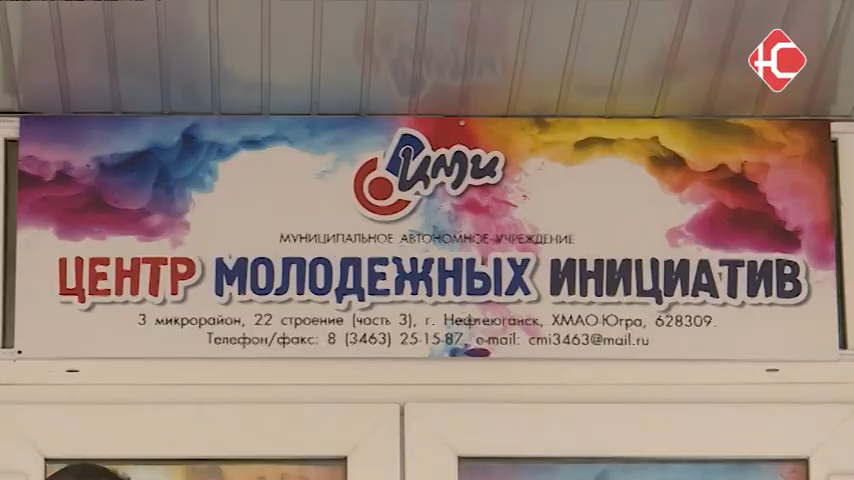 Ю
цми
МУНИЦИПАЛЬНОЕ АВТОНОМНОЕ УЧРЕЖДЕНИЕ
ЦЕНТР МОЛОДЕЖНЫХ ИНИЦИАТИВ
3 микрорайон, 22 строение (часть 3), г. Нефтеюганск, ХМАО-Югра, 628309.
Телефон/факс: 8 (3463) 25-15-87, e-mail: cmi3463@mail.ru